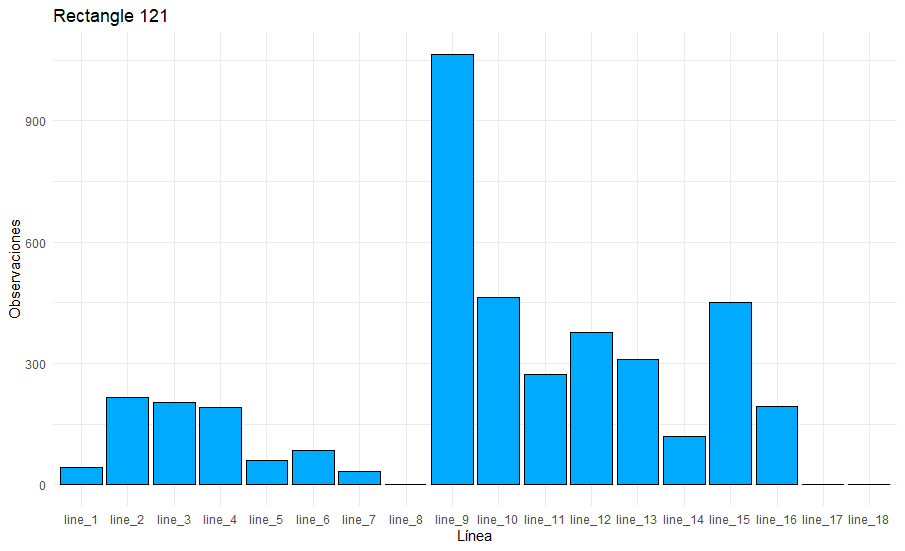 Rectangle 121
Observaciones
900
600
300
0
line_1 line_2 line_3 line_4 line_5 line_6 line_7 line_8 line_9 line_10 line_11 line_12 line_13 line_14 line_15 line_16 line_17 line_18
Línea